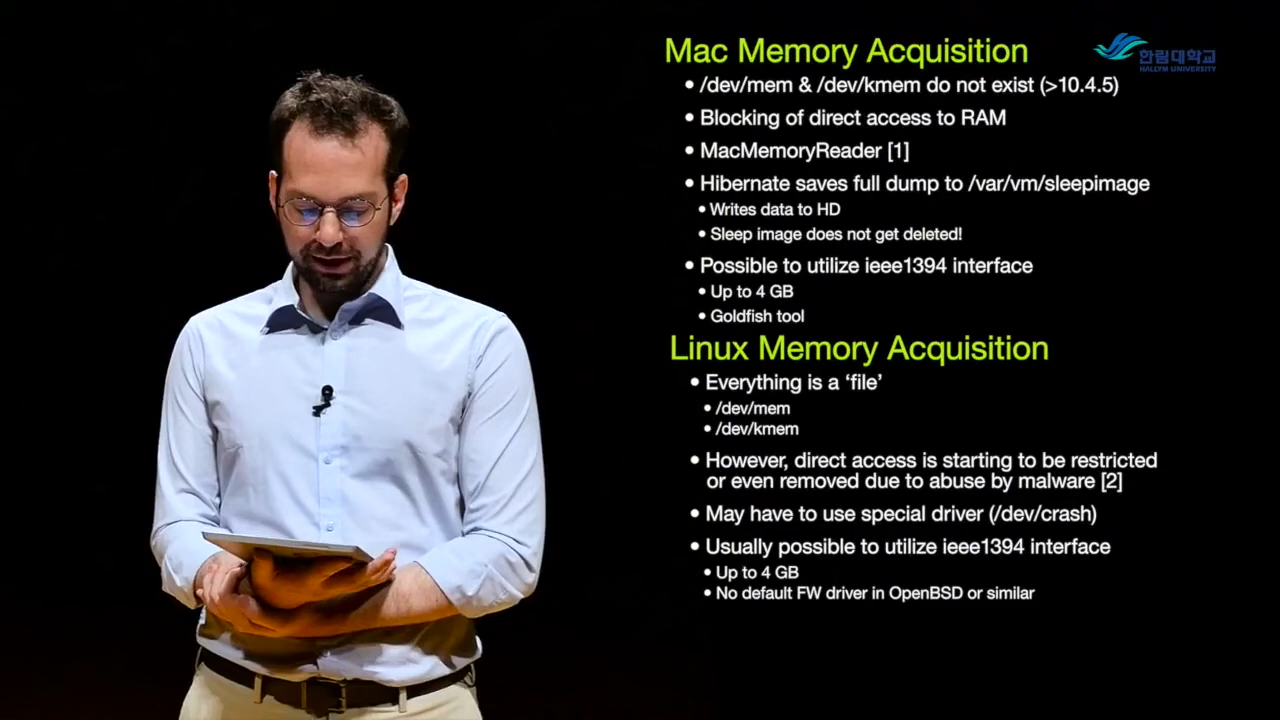 Mac Memory Acquisition
한림대학교
HALLYM UNIVERSITY
• /dev/mem & /dev/kmem do not exist (>10.4.5)
• Blocking of direct access to RAM
• MacMemoryReader [1]
• Hibernate saves full dump to /var/vm/sleepimage
• Writes data to HD
• Sleep image does not get deleted!
• Possible to utilize ieee1394 interface
• Up to 4 GB
• Goldfish tool
Linux Memory Acquisition
• Everything is a ‘file’
• /dev/mem
• /dev/kmem
• However, direct access is starting to be restricted
or even removed due to abuse by malware [2]
• May have to use special driver (/dev/crash)
• Usually possible to utilize ieee1394 interface
• Up to 4 GB
• No default FW driver in OpenBSD or similar